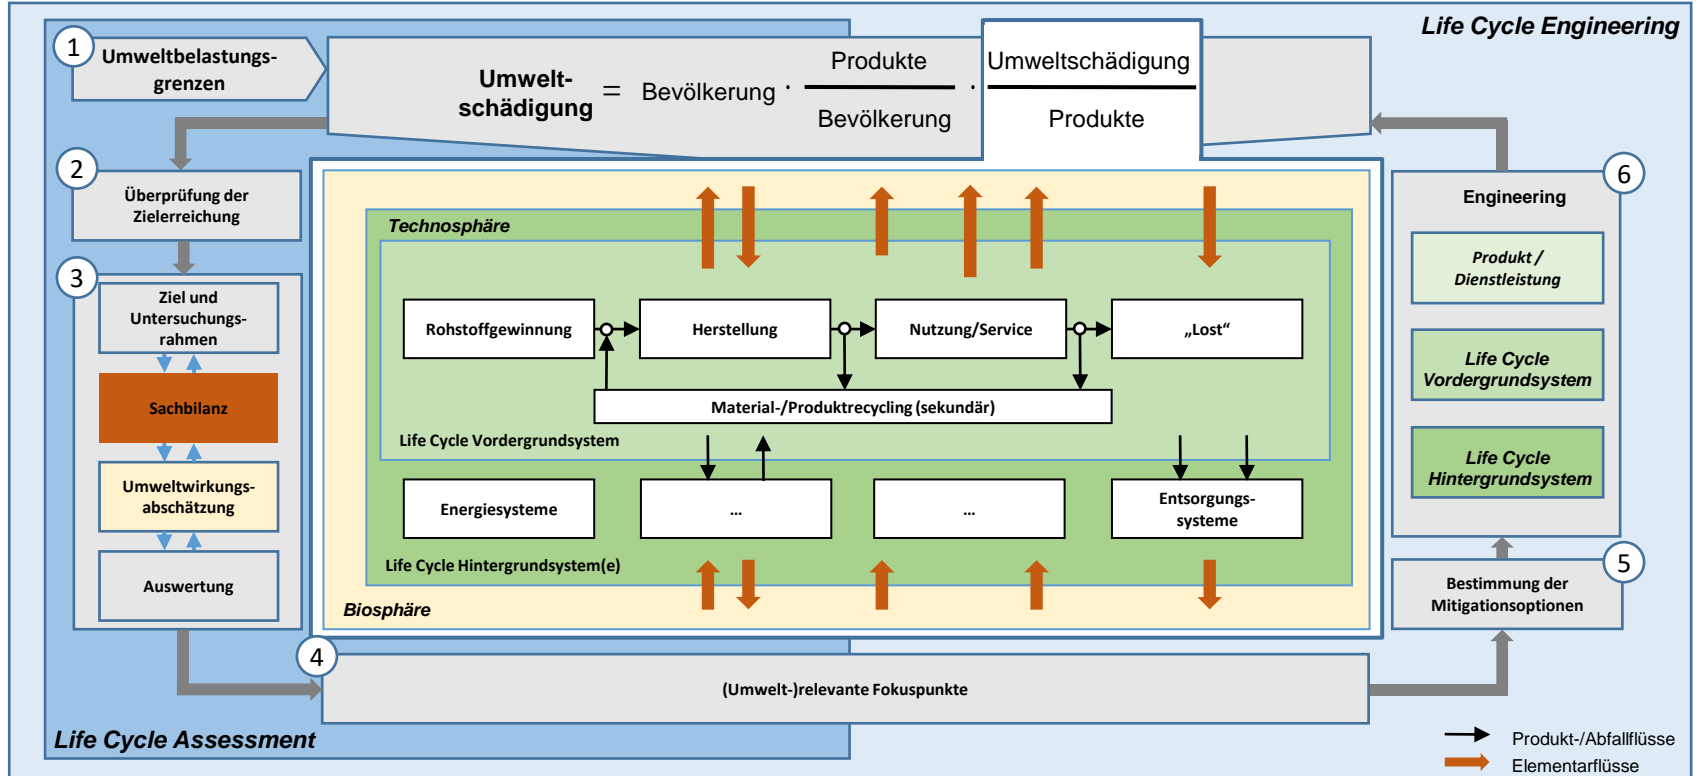 Life Cycle Engineering
1
Umweltbelastungs-
grenzen
Umwelt-
schädigung
=
Bevölkerung
·
Produkte
Bevölkerung
·
Umweltschädigung
Produkte
2
Überprüfung der
Zielerreichung
3
Ziel und
Untersuchungs-
rahmen
Sachbilanz
Umweltwirkungs-
abschätzung
Auswertung
Technosphäre
Rohstoffgewinnung
Herstellung
Nutzung/Service
„Lost“
Material-/Produktrecycling (sekundär)
Life Cycle Vordergrundsystem
Energiesysteme
...
...
Entsorgungs-
systeme
Life Cycle Hintergrundsystem(e)
Biosphäre
4
(Umwelt-)relevante Fokuspunkte
5
Bestimmung der
Mitigationsoptionen
6
Engineering
Produkt /
Dienstleistung
Life Cycle
Vordergrundsystem
Life Cycle
Hintergrundsystem
Life Cycle Assessment
Produkt-/Abfallflüsse
Elementarflüsse